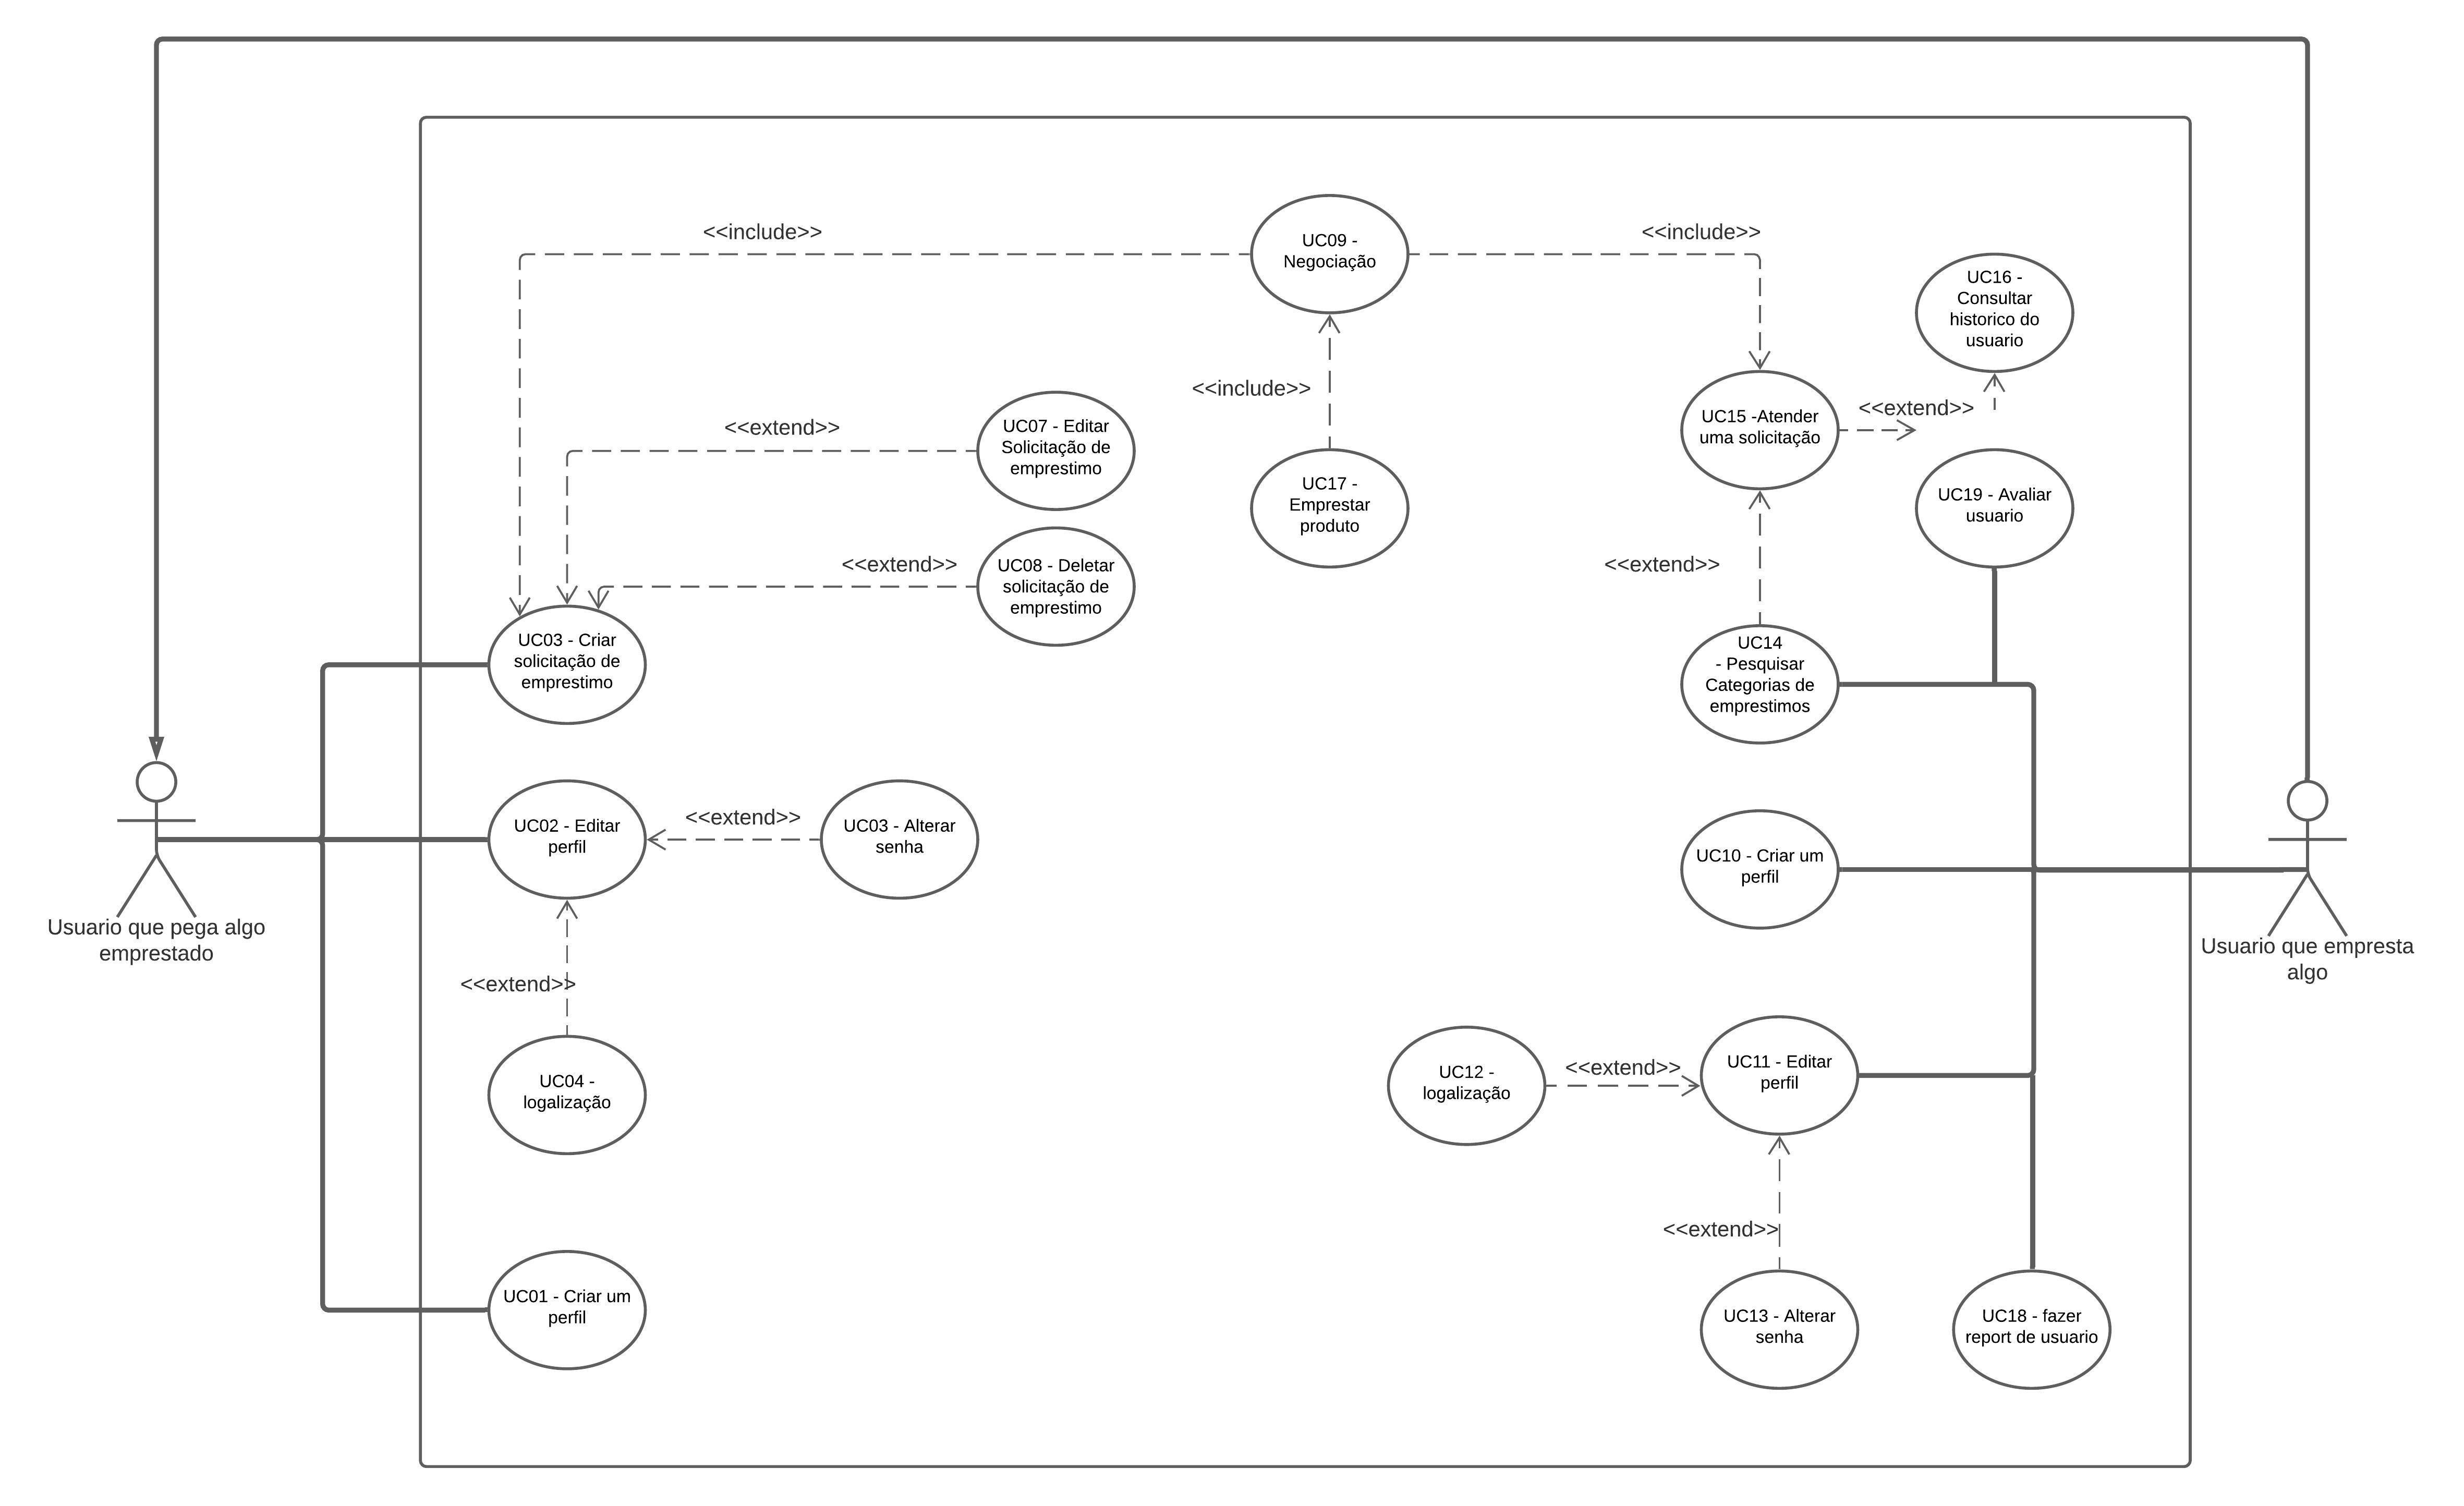 <<include>>
<<include>>
UC09 -
Negociação
UC16 -
Consultar
historico do
usuario
<<include>>
<<extend>>
UC15 -Atender
uma solicitação
<<extend>>
UC07 - Editar
Solicitação de
emprestimo
UC17 -
Emprestar
produto
UC19 - Avaliar
usuario
<<extend>>
UC08 - Deletar
solicitação de
emprestimo
<<extend>>
UC03 - Criar
solicitação de
emprestimo
UC14
- Pesquisar
Categorias de
emprestimos
UC02 - Editar
perfil
<<extend>>
UC03 - Alterar
senha
UC10 - Criar um
perfil
Usuario que pega algo
emprestado
Usuario que empresta
algo
<<extend>>
UC04 -
logalização
UC12 -
logalização
<<extend>>
UC11 - Editar
perfil
<<extend>>
UC01 - Criar um
perfil
UC13 - Alterar
senha
UC18 - fazer
report de usuario